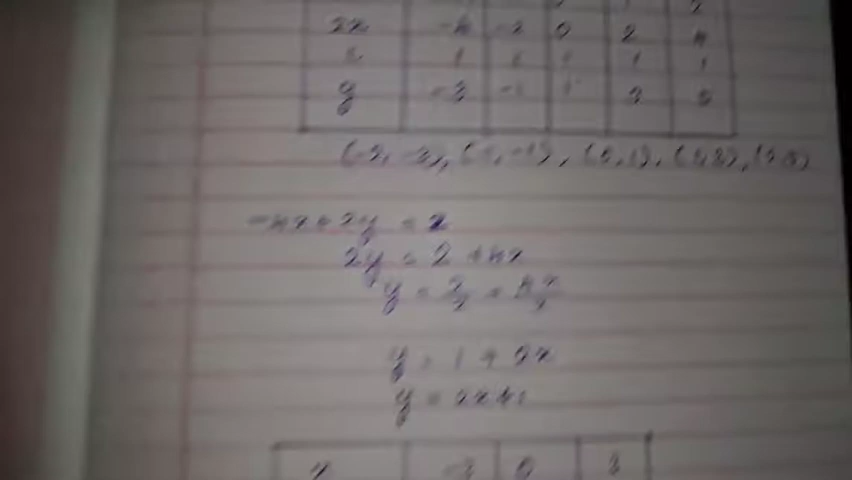 2x -4 -2 0 2 4
1 1 1 1 1
y -3 -1 1 3 5
(-2, -3), (-1, -1), (0, 1), (1, 3), (2, 5)
-4x + 2y = 2
2y = 2 + 4x
y = 2/2 + 4x/2
y = 1 + 2x
y = 2x + 1
x -3 0 3